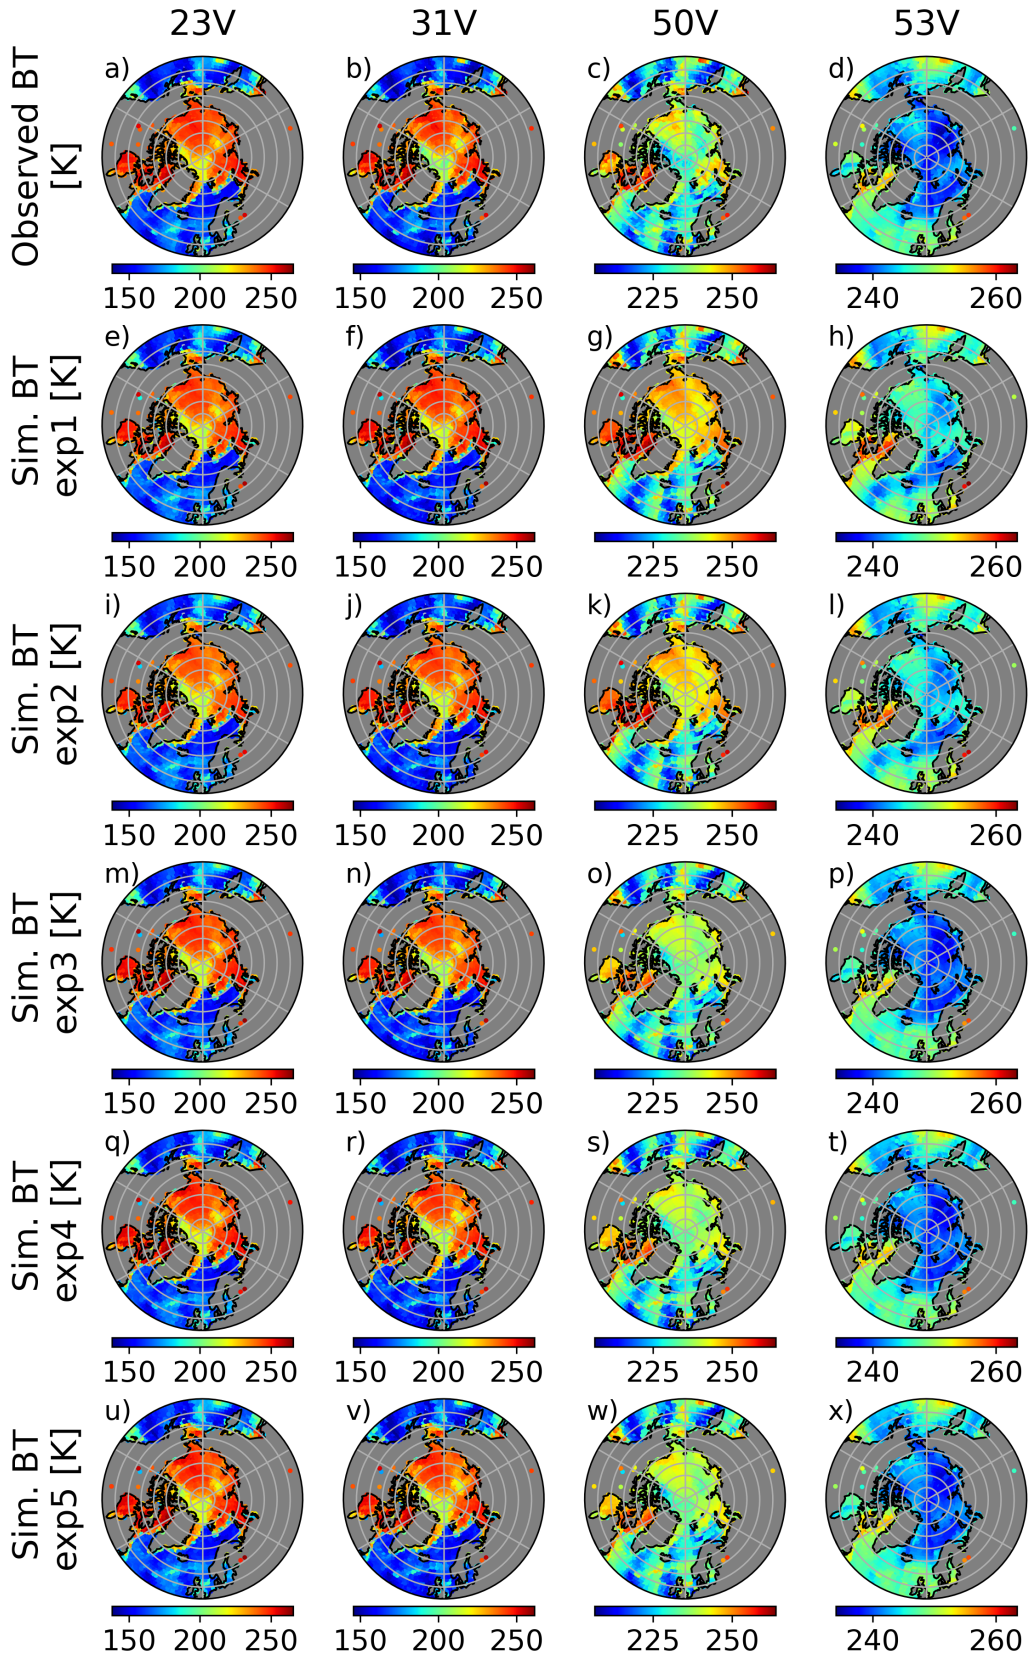 23V 31V 50V 53V
Observed BT
[K]
a) b) c) d)
150 200 250 150 200 250 225 250 240 260
Sim. BT
exp1 [K]
e) f) g) h)
150 200 250 150 200 250 225 250 240 260
Sim. BT
exp2 [K]
i) j) k) l)
150 200 250 150 200 250 225 250 240 260
Sim. BT
exp3 [K]
m) n) o) p)
150 200 250 150 200 250 225 250 240 260
Sim. BT
exp4 [K]
q) r) s) t)
150 200 250 150 200 250 225 250 240 260
Sim. BT
exp5 [K]
u) v) w) x)
150 200 250 150 200 250 225 250 240 260